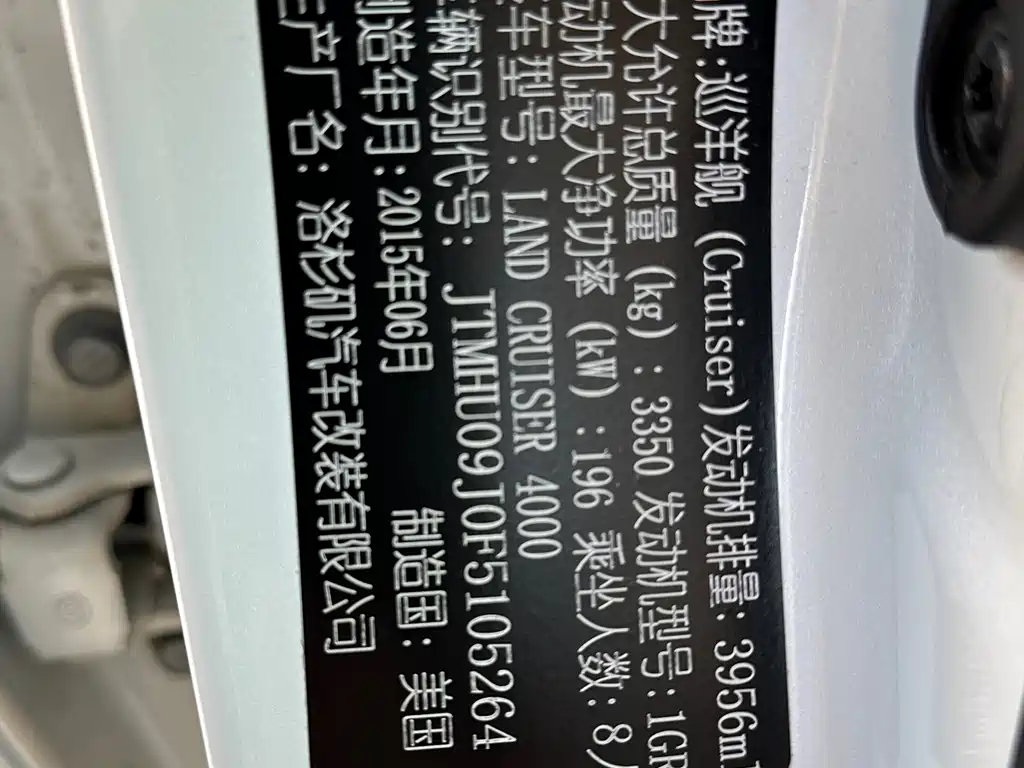 牌:巡洋舰 (Cruiser)发动机排量: 3956m
大允许总质量 (kg) : 3350 发动机型号:1GR
动机最大净功率 (kW) :196 乘坐人数: 8人
车型号: LAND CRUISER 4000
辆识别代号: JTMHU09J0F5105264
制造年月:2015年06月 制造国: 美国
生产厂名: 洛杉矶汽车改装有限公司